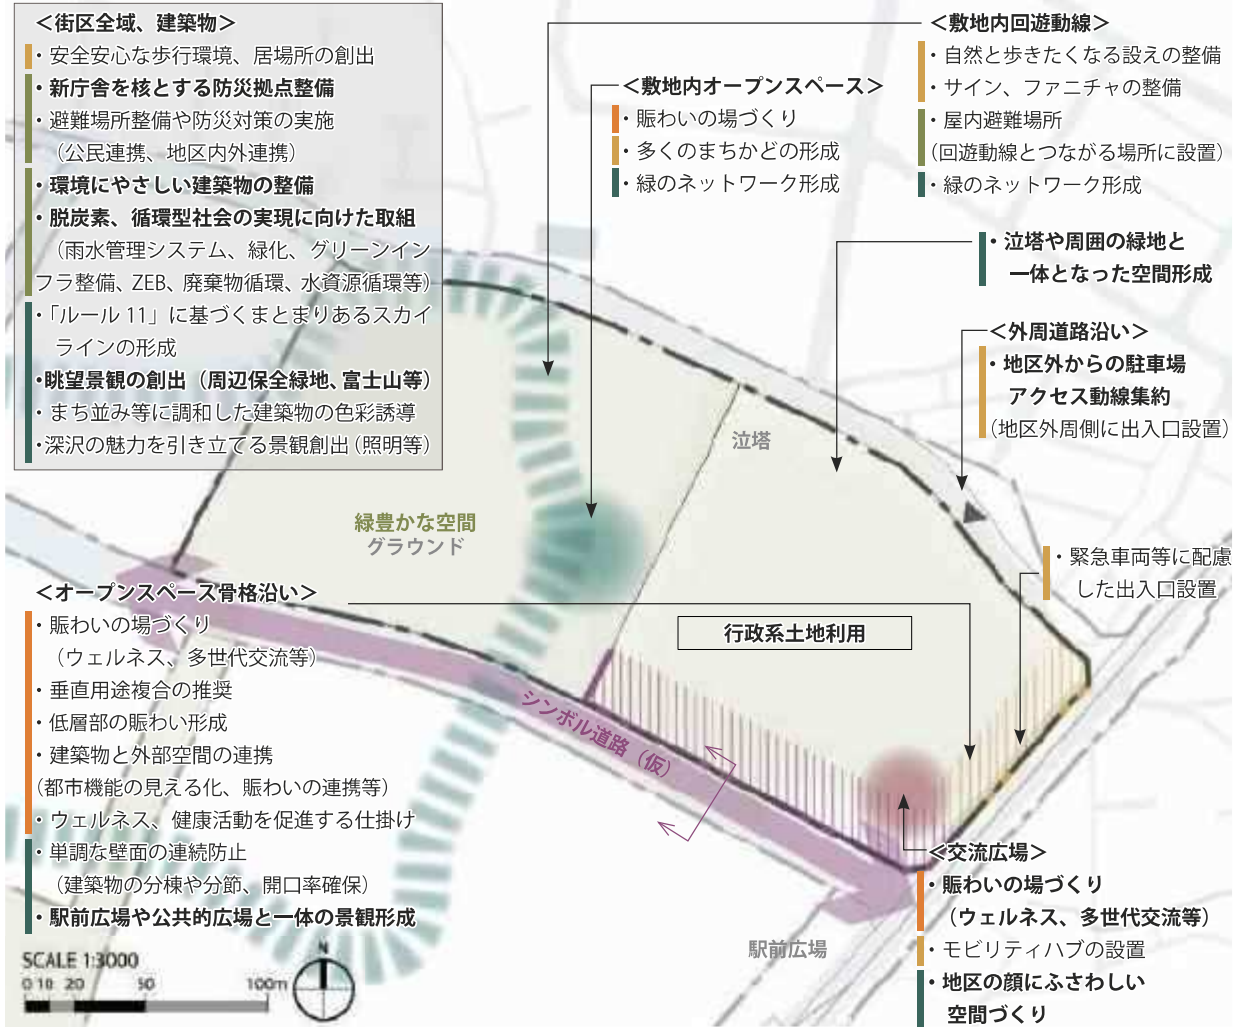 ＜街区全域、建築物＞
・安全安心な歩行環境、居場所の創出
・新庁舎を核とする防災拠点整備
・避難場所整備や防災対策の実施
（公民連携、地区内外連携）
・環境にやさしい建築物の整備
・脱炭素、循環型社会の実現に向けた取組
（雨水管理システム、緑化、グリーンイン
フラ整備、ZEB、廃棄物循環、水資源循環等）
・「ルール 11」に基づくまとまりあるスカイ
ラインの形成
・眺望景観の創出（周辺保全緑地、富士山等）
・まち並み等に調和した建築物の色彩誘導
・深沢の魅力を引き立てる景観創出（照明等）
＜敷地内オープンスペース＞
・賑わいの場づくり
・多くのまちかどの形成
・緑のネットワーク形成
＜敷地内回遊動線＞
・自然と歩きたくなる設えの整備
・サイン、ファニチャの整備
・屋内避難場所
（回遊動線とつながる場所に設置）
・緑のネットワーク形成
・泣塔や周囲の緑地と
一体となった空間形成
＜外周道路沿い＞
・地区外からの駐車場
アクセス動線集約
（地区外周側に出入口設置）
泣塔
緑豊かな空間
グラウンド
・緊急車両等に配慮
した出入口設置
行政系土地利用
シンボル道路（仮）
＜オープンスペース骨格沿い＞
・賑わいの場づくり
（ウェルネス、多世代交流等）
・垂直用途複合の推奨
・低層部の賑わい形成
・建築物と外部空間の連携
（都市機能の見える化、賑わいの連携等）
・ウェルネス、健康活動を促進する仕掛け
・単調な壁面の連続防止
（建築物の分棟や分節、開口率確保）
・駅前広場や公共的広場と一体の景観形成
＜交流広場＞
・賑わいの場づくり
（ウェルネス、多世代交流等）
・モビリティハブの設置
・地区の顔にふさわしい
空間づくり
駅前広場
SCALE 1:3000
0 10 20 50 100m
N